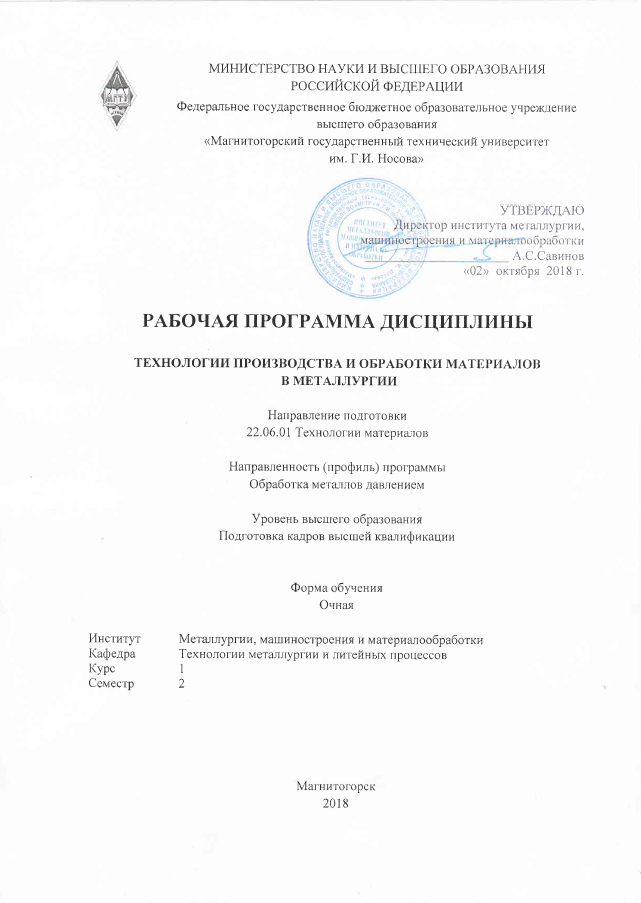 МИНИСТЕРСТВО НАУКИ И ВЫСШЕГО ОБРАЗОВАНИЯ
РОССИЙСКОЙ ФЕДЕРАЦИИ
Федеральное государственное бюджетное образовательное учреждение
высшего образования
«Магнитогорский государственный технический университет
им. Г.И. Носова»
МГТУ
УТВЕРЖДАЮ
Директор института металлургии,
машиностроения и материалообработки
А.С.Савинов
«02» октября 2018 г.
ИНСТИТУТ
МЕТАЛЛУРГИИ,
РАБОЧАЯ ПРОГРАММА ДИСЦИПЛИНЫ
ТЕХНОЛОГИИ ПРОИЗВОДСТВА И ОБРАБОТКИ МАТЕРИАЛОВ
В МЕТАЛЛУРГИИ
Направление подготовки
22.06.01 Технологии материалов
Направленность (профиль) программы
Обработка металлов давлением
Уровень высшего образования
Подготовка кадров высшей квалификации
Форма обучения
Очная
Институт Металлургии, машиностроения и материалообработки
Кафедра Технологии металлургии и литейных процессов
Курс 1
Семестр 2
Магнитогорск
2018